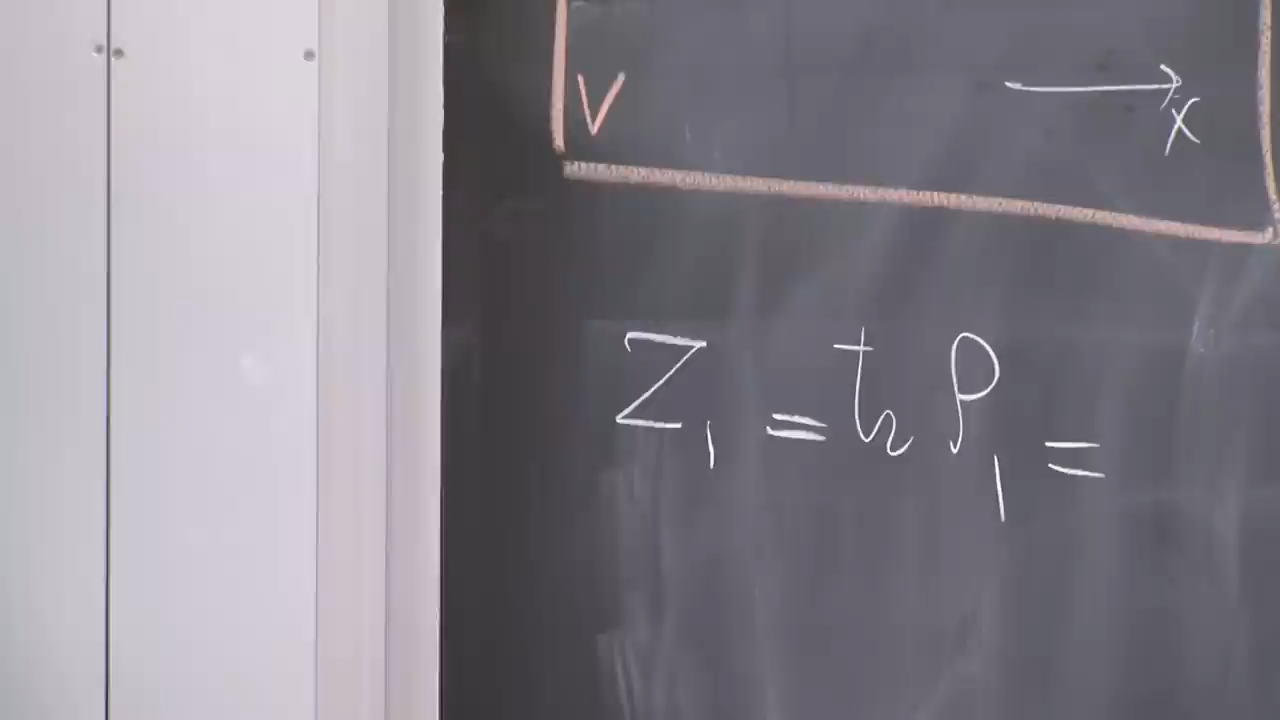 V
x
Z₁ = tr ρ₁ =